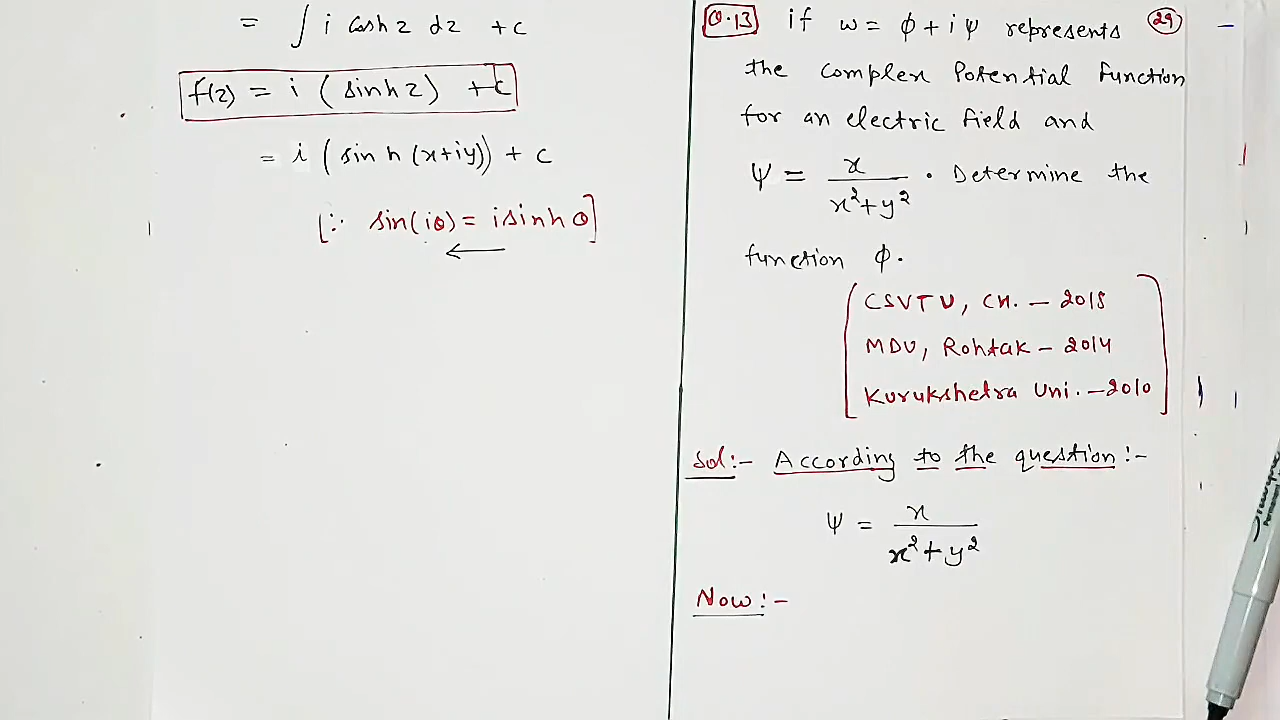 = ∫ i cosh z dz + c
f(z) = i (sinh z) + c
= i (sin h (x+iy)) + c
[∵ sin(iθ) = i sinh θ]
Q.13 if w = φ + i ψ represents 29
the complex Potential function
for an electric field and
ψ = x / x²+y² . Determine the
function φ.
[CSVTU, CH. – 2018
MDU, Rohtak – 2014
Kurukshetra Uni. – 2010]
Sol:- According to the question:-
ψ = x / x²+y²
Now:-